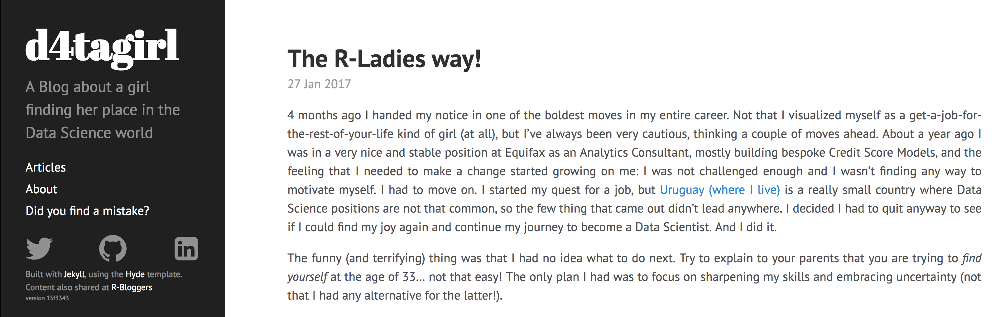 d4tagirl
A Blog about a girl
finding her place in the
Data Science world
Articles
About
Did you find a mistake?
in
Built with Jekyll, using the Hyde template.
Content also shared at R-Bloggers
version 15f3343
The R-Ladies way!
27 Jan 2017
4 months ago I handed my notice in one of the boldest moves in my entire career. Not that I visualized myself as a get-a-job-for-
the-rest-of-your-life kind of girl (at all), but I’ve always been very cautious, thinking a couple of moves ahead. About a year ago I
was in a very nice and stable position at Equifax as an Analytics Consultant, mostly building bespoke Credit Score Models, and the
feeling that I needed to make a change started growing on me: I was not challenged enough and I wasn’t finding any way to
motivate myself. I had to move on. I started my quest for a job, but Uruguay (where I live) is a really small country where Data
Science positions are not that common, so the few thing that came out didn’t lead anywhere. I decided I had to quit anyway to see
if I could find my joy again and continue my journey to become a Data Scientist. And I did it.
The funny (and terrifying) thing was that I had no idea what to do next. Try to explain to your parents that you are trying to find
yourself at the age of 33… not that easy! The only plan I had was to focus on sharpening my skills and embracing uncertainty (not
that I had any alternative for the latter!).